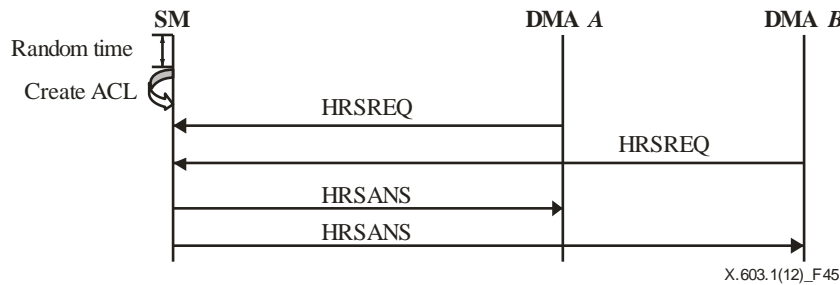 SM DMA A DMA B
Random time
Create ACL
HRSREQ
HRSREQ
HRSANS
HRSANS
X.603.1(12)_F45